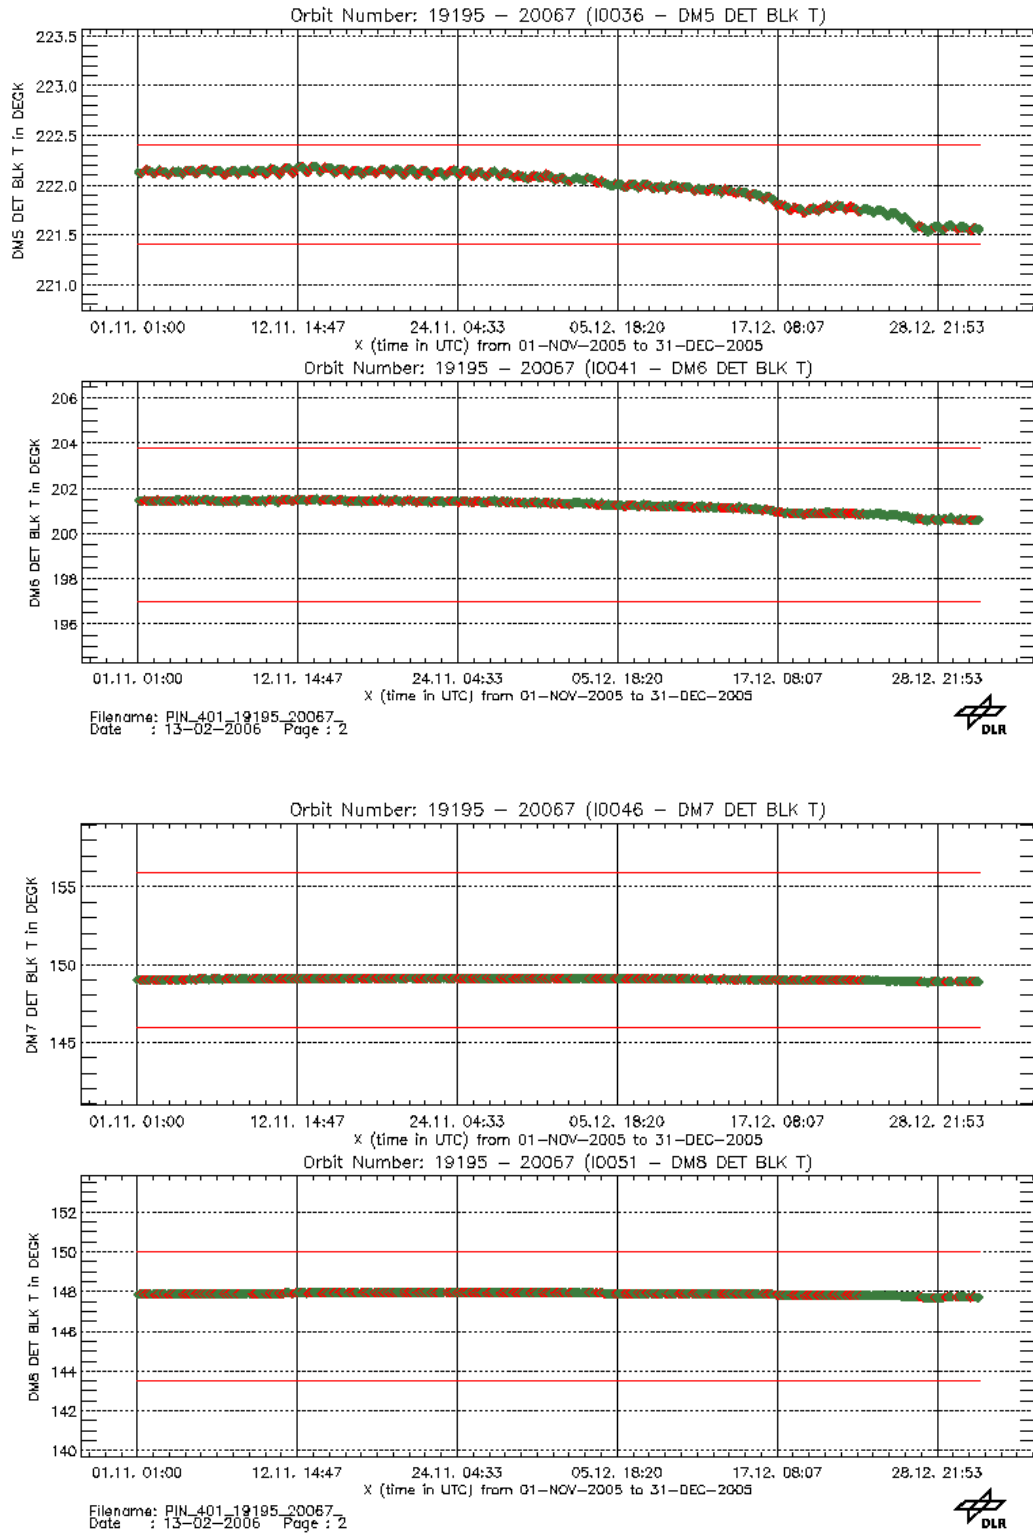 Orbit Number: 19195 – 20067 (I0036 – DM5 DET BLK T)
DM5 DET BLK T in DEGK
223.5
223.0
222.5
222.0
221.5
221.0
01.11. 01:00 12.11. 14:47 24.11. 04:33 05.12. 18:20 17.12. 08:07 28.12. 21:53
X (time in UTC) from 01–NOV–2005 to 31–DEC–2005
Orbit Number: 19195 – 20067 (I0041 – DM6 DET BLK T)
DM6 DET BLK T in DEGK
206
204
202
200
198
196
01.11. 01:00 12.11. 14:47 24.11. 04:33 05.12. 18:20 17.12. 08:07 28.12. 21:53
X (time in UTC) from 01–NOV–2005 to 31–DEC–2005
Filename: PIN_401_19195_20067_
Date : 13–02–2006 Page : 2
DLR
Orbit Number: 19195 – 20067 (I0046 – DM7 DET BLK T)
DM7 DET BLK T in DEGK
155
150
145
01.11. 01:00 12.11. 14:47 24.11. 04:33 05.12. 18:20 17.12. 08:07 28.12. 21:53
X (time in UTC) from 01–NOV–2005 to 31–DEC–2005
Orbit Number: 19195 – 20067 (I0051 – DM8 DET BLK T)
DM8 DET BLK T in DEGK
152
150
148
146
144
142
140
01.11. 01:00 12.11. 14:47 24.11. 04:33 05.12. 18:20 17.12. 08:07 28.12. 21:53
X (time in UTC) from 01–NOV–2005 to 31–DEC–2005
Filename: PIN_401_19195_20067_
Date : 13–02–2006 Page : 2
DLR